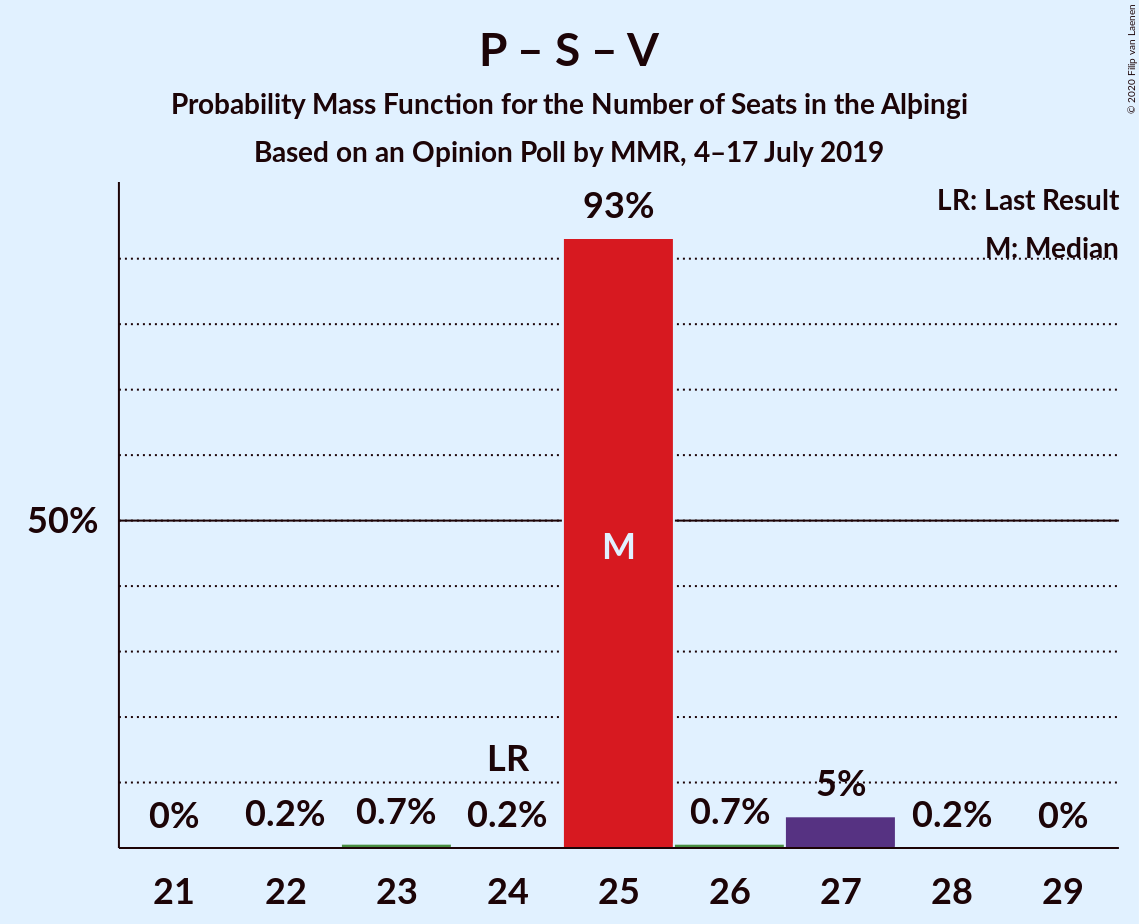 P – S – V
Probability Mass Function for the Number of Seats in the Alþingi
Based on an Opinion Poll by MMR, 4–17 July 2019
© 2020 Filip van Laenen
LR: Last Result
M: Median
93%
50%
M
LR
0%
0.2%
0.7%
0.2%
0.7%
5%
0.2%
0%
21
22
23
24
25
26
27
28
29